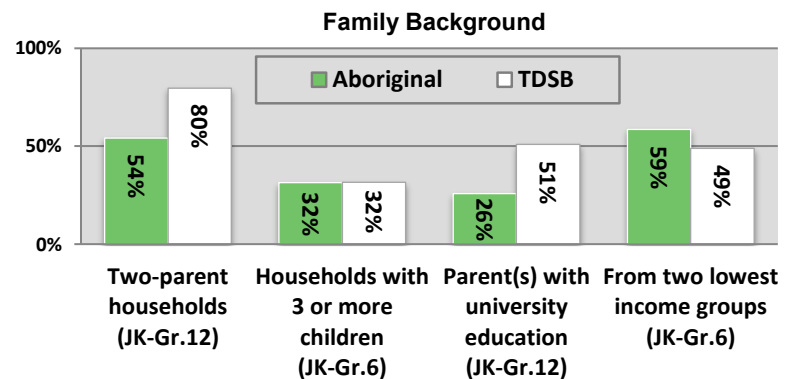 Family Background
100%
Aboriginal TDSB
50%
0%
54%
80%
32%
32%
26%
51%
59%
49%
Two-parent
households
(JK-Gr.12)
Households with
3 or more
children
(JK-Gr.6)
Parent(s) with
university
education
(JK-Gr.12)
From two lowest
income groups
(JK-Gr.6)